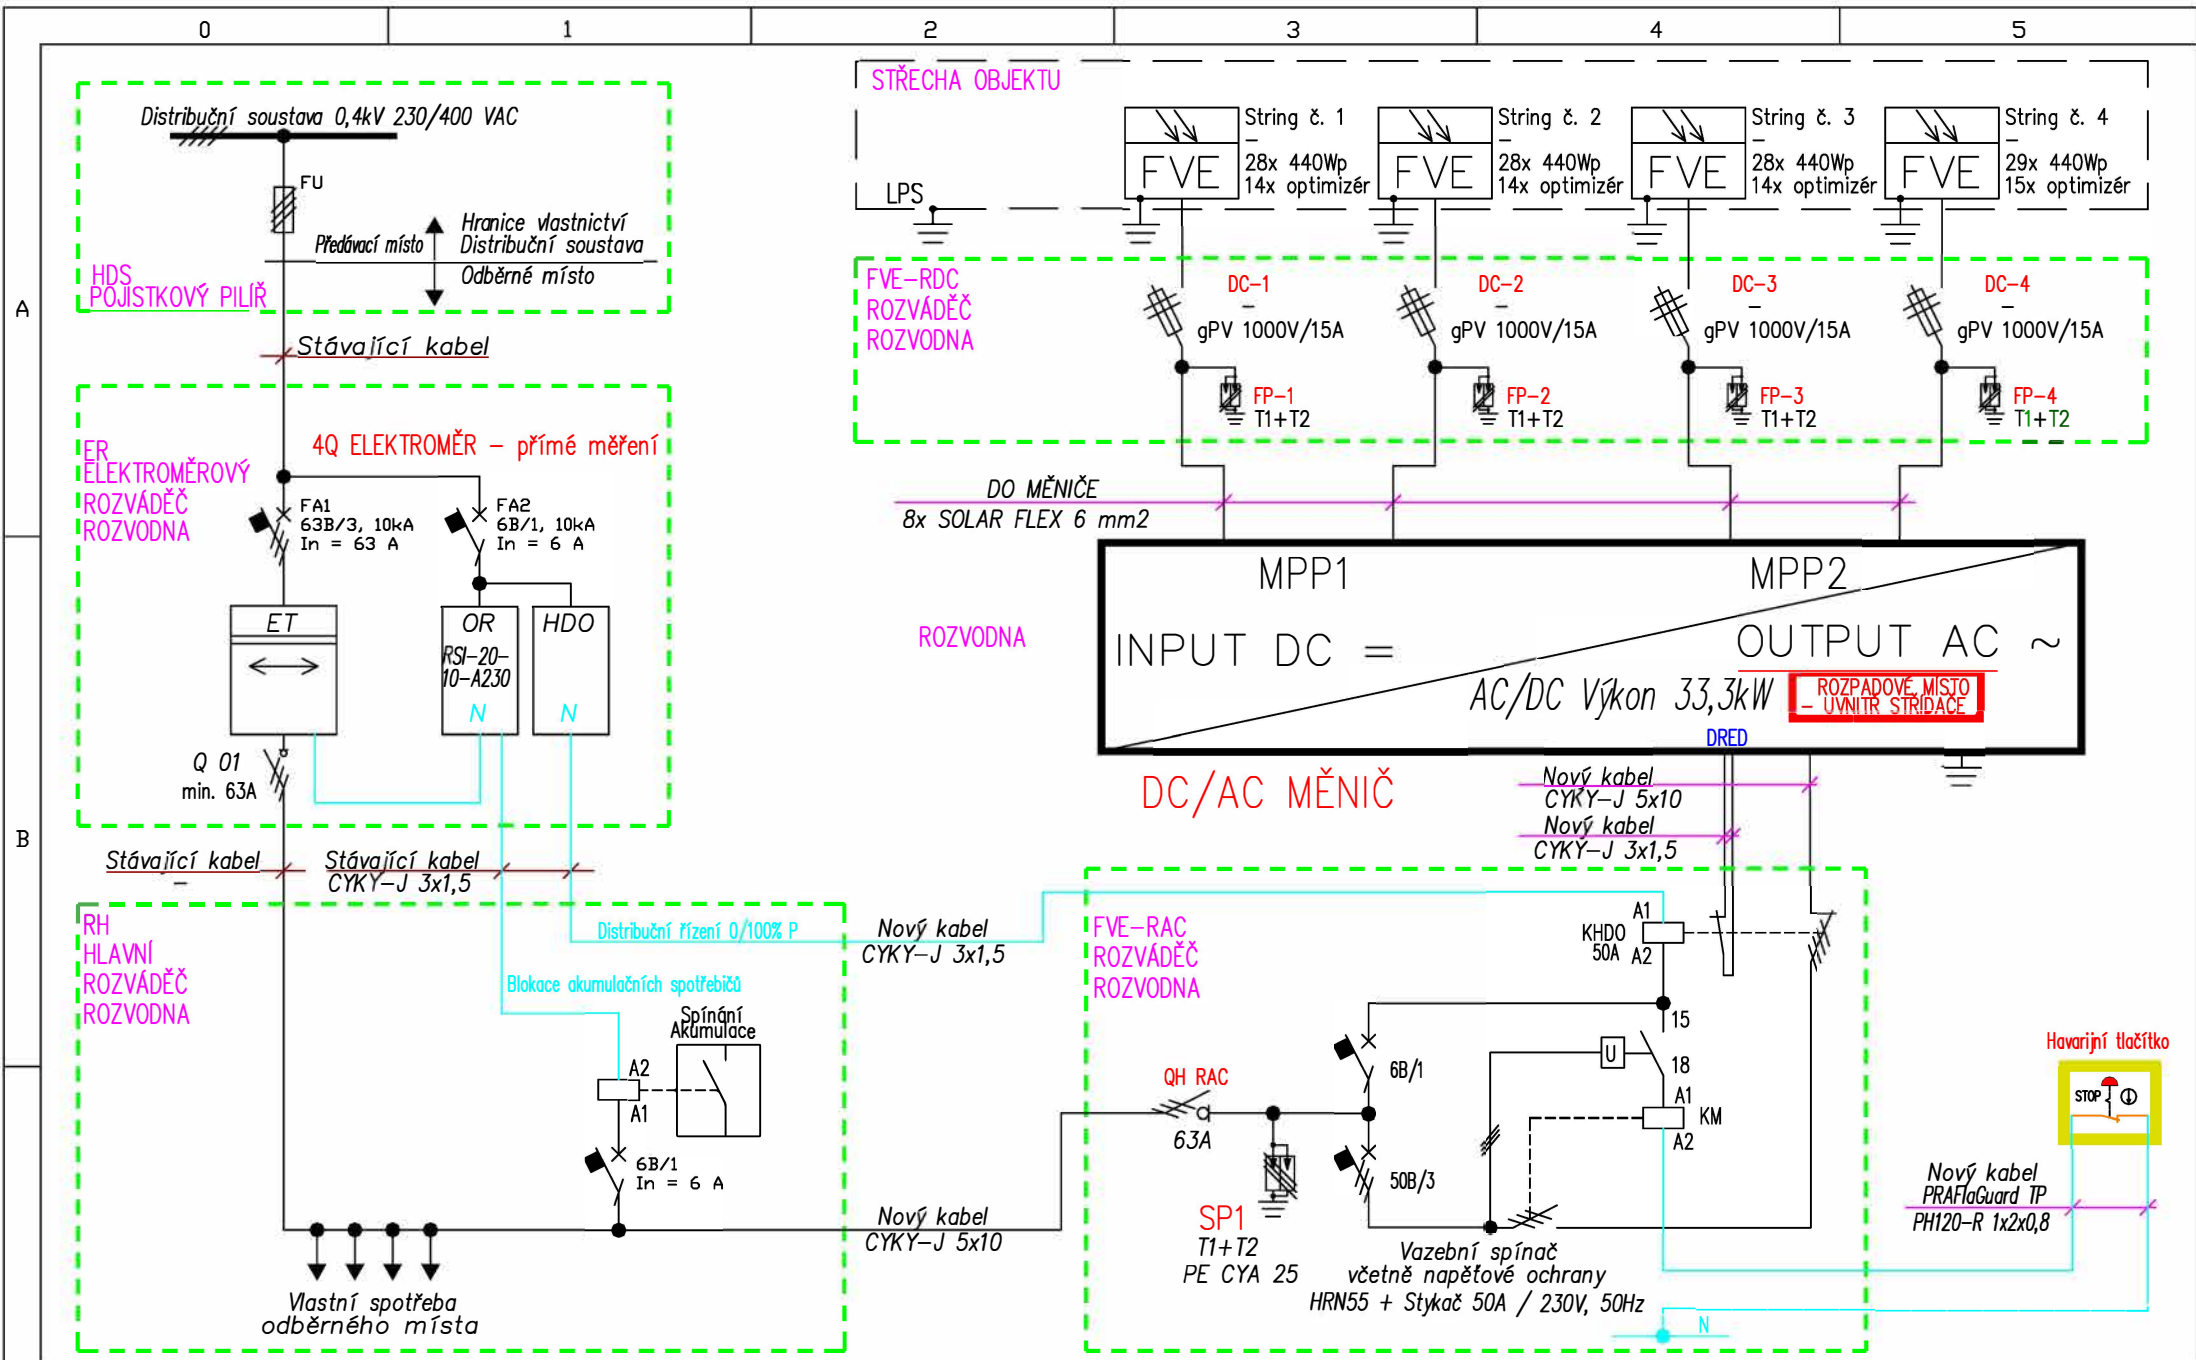 0 1 2 3 4 5
A
B
Distribuční soustava 0,4kV 230/400 VAC
FU
Předávací místo
Hranice vlastnictví
Distribuční soustava
Odběrné místo
HDS
POJISTKOVÝ PILÍŘ
Stávající kabel
4Q ELEKTROMĚR – přímé měření
ER
ELEKTROMĚROVÝ
ROZVÁDĚČ
ROZVODNA
FA1
63B/3, 10kA
In = 63 A
FA2
6B/1, 10kA
In = 6 A
ET
OR
RSI-20-
10-A230
N
HDO
N
Q 01
min. 63A
Stávající kabel
–
Stávající kabel
CYKY-J 3x1,5
RH
HLAVNÍ
ROZVÁDĚČ
ROZVODNA
Distribuční řízení 0/100% P
Blokace akumulačních spotřebičů
Spínání
Akumulace
A2
A1
6B/1
In = 6 A
Vlastní spotřeba
odběrného místa
Nový kabel
CYKY-J 3x1,5
Nový kabel
CYKY-J 5x10
STŘECHA OBJEKTU
LPS
FVE
String č. 1
–
28x 440Wp
14x optimizér
FVE
String č. 2
–
28x 440Wp
14x optimizér
FVE
String č. 3
–
28x 440Wp
14x optimizér
FVE
String č. 4
–
29x 440Wp
15x optimizér
FVE-RDC
ROZVÁDĚČ
ROZVODNA
DC-1
–
gPV 1000V/15A
FP-1
T1+T2
DC-2
–
gPV 1000V/15A
FP-2
T1+T2
DC-3
–
gPV 1000V/15A
FP-3
T1+T2
DC-4
–
gPV 1000V/15A
FP-4
T1+T2
DO MĚNIČE
8x SOLAR FLEX 6 mm2
ROZVODNA
MPP1
MPP2
INPUT DC =
OUTPUT AC ~
AC/DC Výkon 33,3kW
ROZPADOVÉ MÍSTO
– UVNITŘ STŘÍDAČE
DRED
DC/AC MĚNIČ
Nový kabel
CYKY-J 5x10
Nový kabel
CYKY-J 3x1,5
FVE-RAC
ROZVÁDĚČ
ROZVODNA
A1
KHDO
50A
A2
15
U
18
A1
KM
A2
6B/1
QH RAC
63A
50B/3
SP1
T1+T2
PE CYA 25
Vazební spínač
včetně napěťové ochrany
HRN55 + Stykač 50A / 230V, 50Hz
N
Havarijní tlačítko
STOP
Nový kabel
PRAFlaGuard TP
PH120-R 1x2x0,8